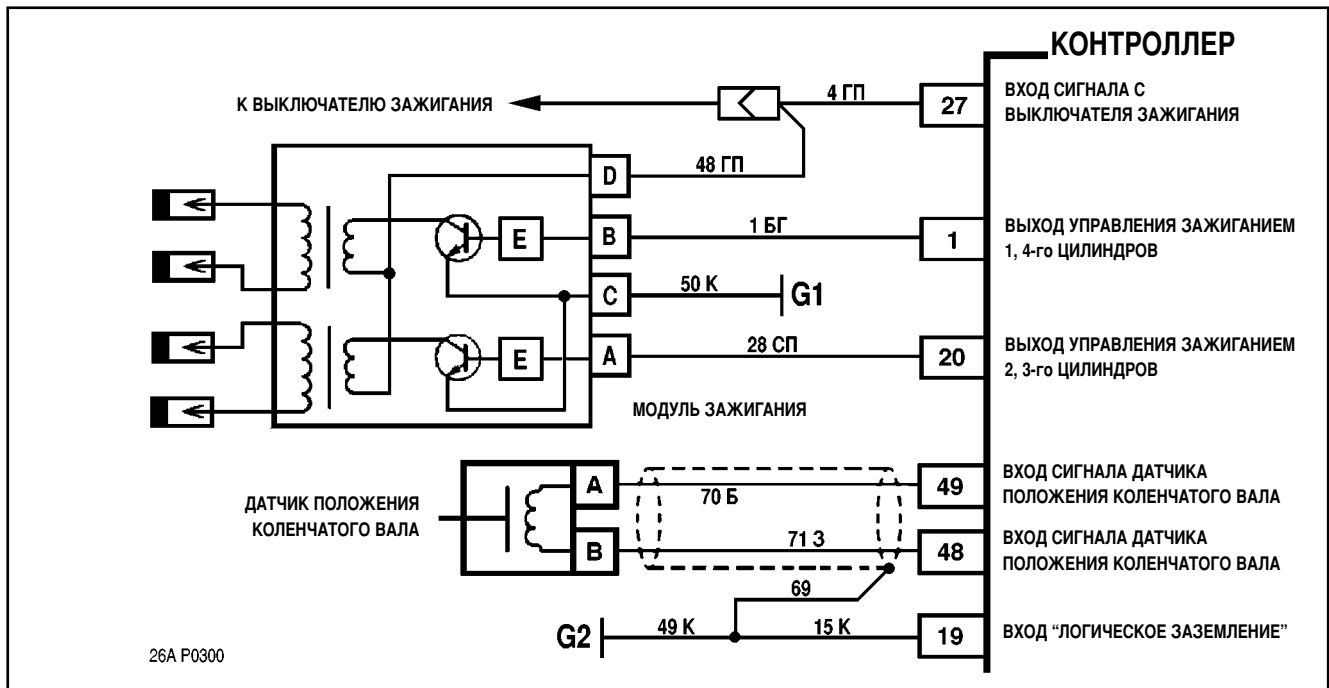 КОНТРОЛЛЕР
К ВЫКЛЮЧАТЕЛЮ ЗАЖИГАНИЯ
4 ГП
27
ВХОД СИГНАЛА С
ВЫКЛЮЧАТЕЛЯ ЗАЖИГАНИЯ
D
48 ГП
E
B
1 БГ
1
ВЫХОД УПРАВЛЕНИЯ ЗАЖИГАНИЕМ
1, 4-го ЦИЛИНДРОВ
C
50 К
G1
E
A
28 СП
20
ВЫХОД УПРАВЛЕНИЯ ЗАЖИГАНИЕМ
2, 3-го ЦИЛИНДРОВ
МОДУЛЬ ЗАЖИГАНИЯ
ДАТЧИК ПОЛОЖЕНИЯ
КОЛЕНЧАТОГО ВАЛА
A
70 Б
49
ВХОД СИГНАЛА ДАТЧИКА
ПОЛОЖЕНИЯ КОЛЕНЧАТОГО ВАЛА
B
71 З
48
ВХОД СИГНАЛА ДАТЧИКА
ПОЛОЖЕНИЯ КОЛЕНЧАТОГО ВАЛА
69
G2
49 К
15 К
19
ВХОД “ЛОГИЧЕСКОЕ ЗАЗЕМЛЕНИЕ”
26A P0300